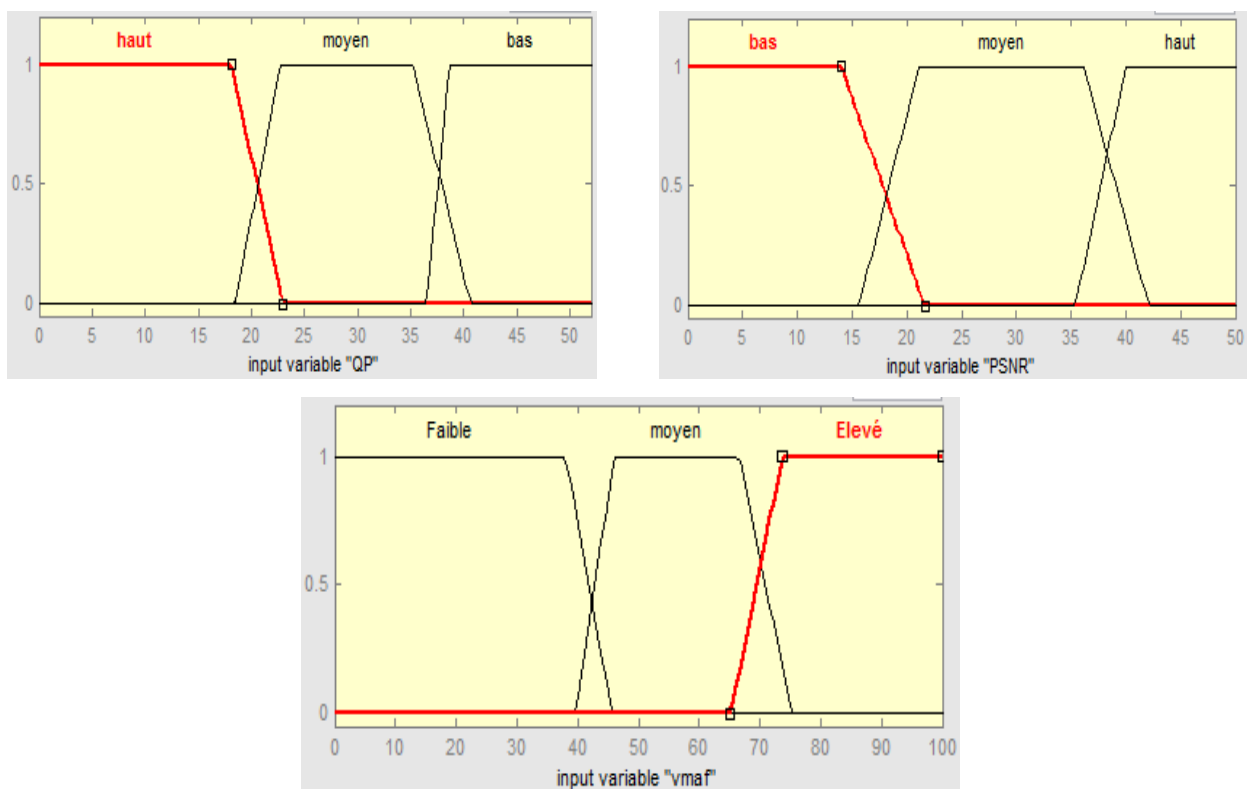 haut moyen bas
1
0.5
0
0 5 10 15 20 25 30 35 40 45 50
input variable "QP"
bas moyen haut
1
0.5
0
0 5 10 15 20 25 30 35 40 45 50
input variable "PSNR"
Faible moyen Elevé
1
0.5
0
0 10 20 30 40 50 60 70 80 90 100
input variable "vmaf"